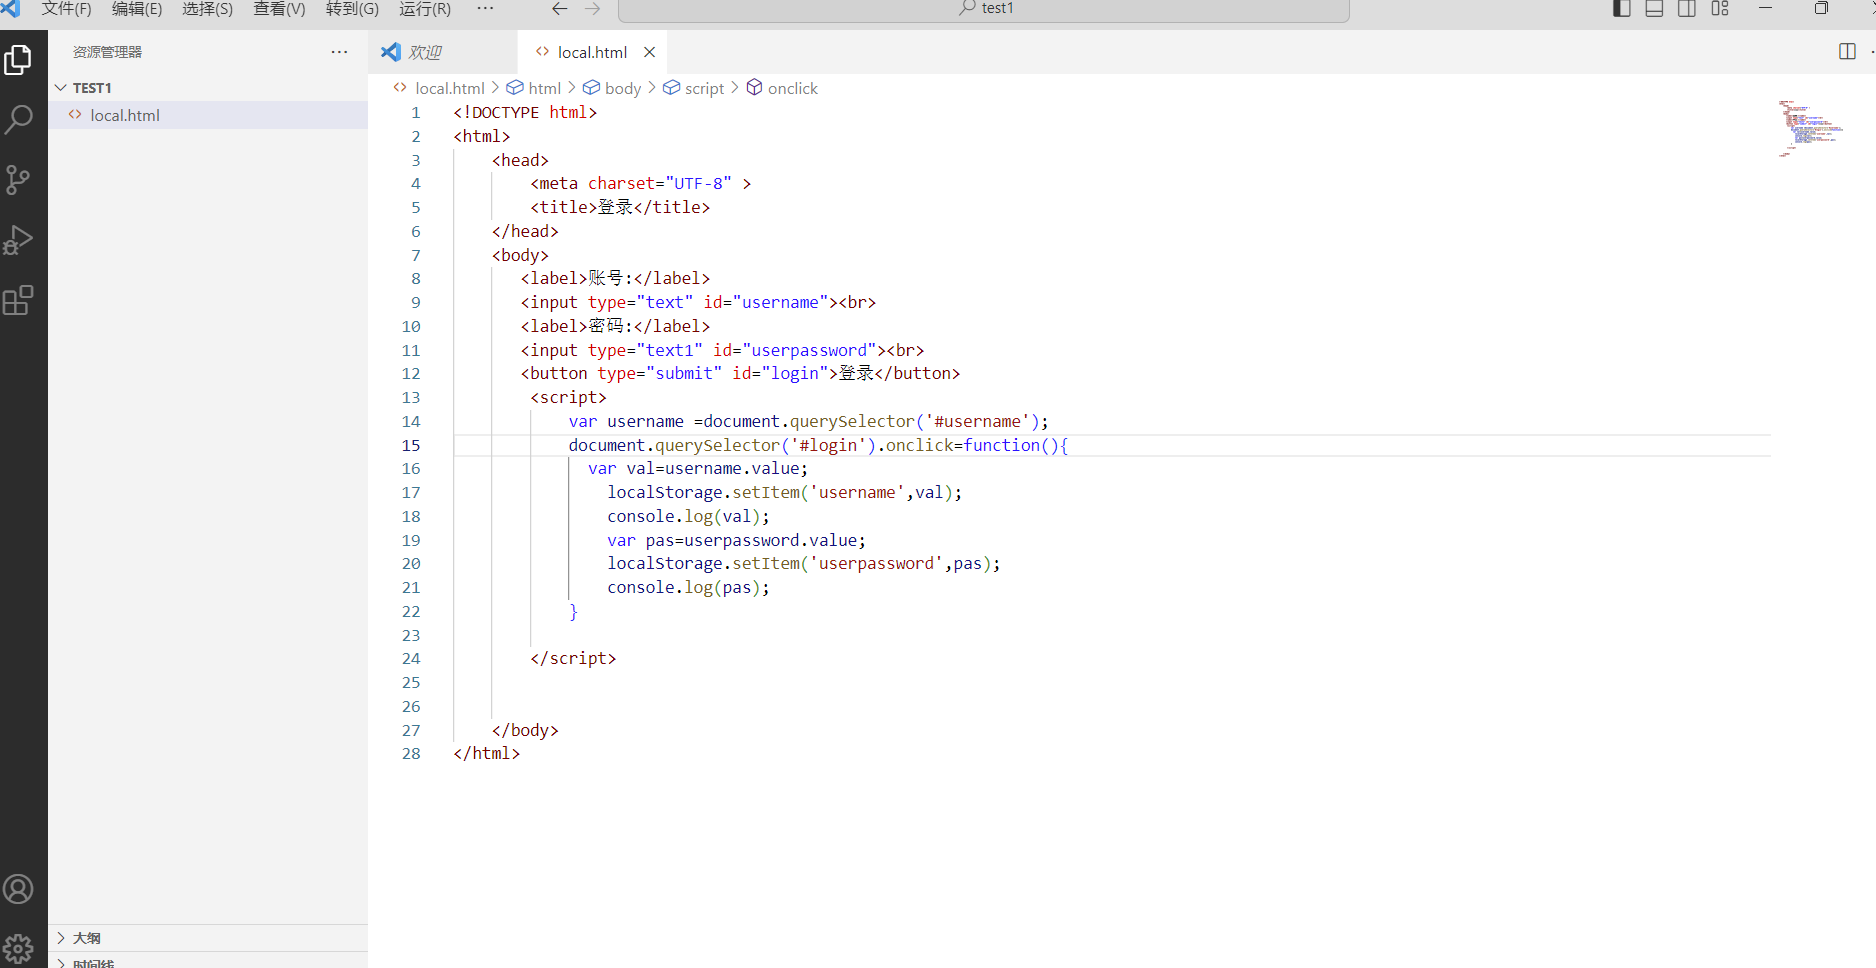 文件(F) 编辑(E) 选择(S) 查看(V) 转到(G) 运行(R) ··· test1
资源管理器 ···
欢迎 local.html
TEST1
local.html
local.html > html > body > script > onclick
1 <!DOCTYPE html>
2 <html>
3 <head>
4 <meta charset="UTF-8" >
5 <title>登录</title>
6 </head>
7 <body>
8 <label>账号:</label>
9 <input type="text" id="username"><br>
10 <label>密码:</label>
11 <input type="text1" id="userpassword"><br>
12 <button type="submit" id="login">登录</button>
13 <script>
14 var username =document.querySelector('#username');
15 document.querySelector('#login').onclick=function(){
16 var val=username.value;
17 localStorage.setItem('username',val);
18 console.log(val);
19 var pas=userpassword.value;
20 localStorage.setItem('userpassword',pas);
21 console.log(pas);
22 }
23
24 </script>
25
26
27 </body>
28 </html>
大纲
时间线